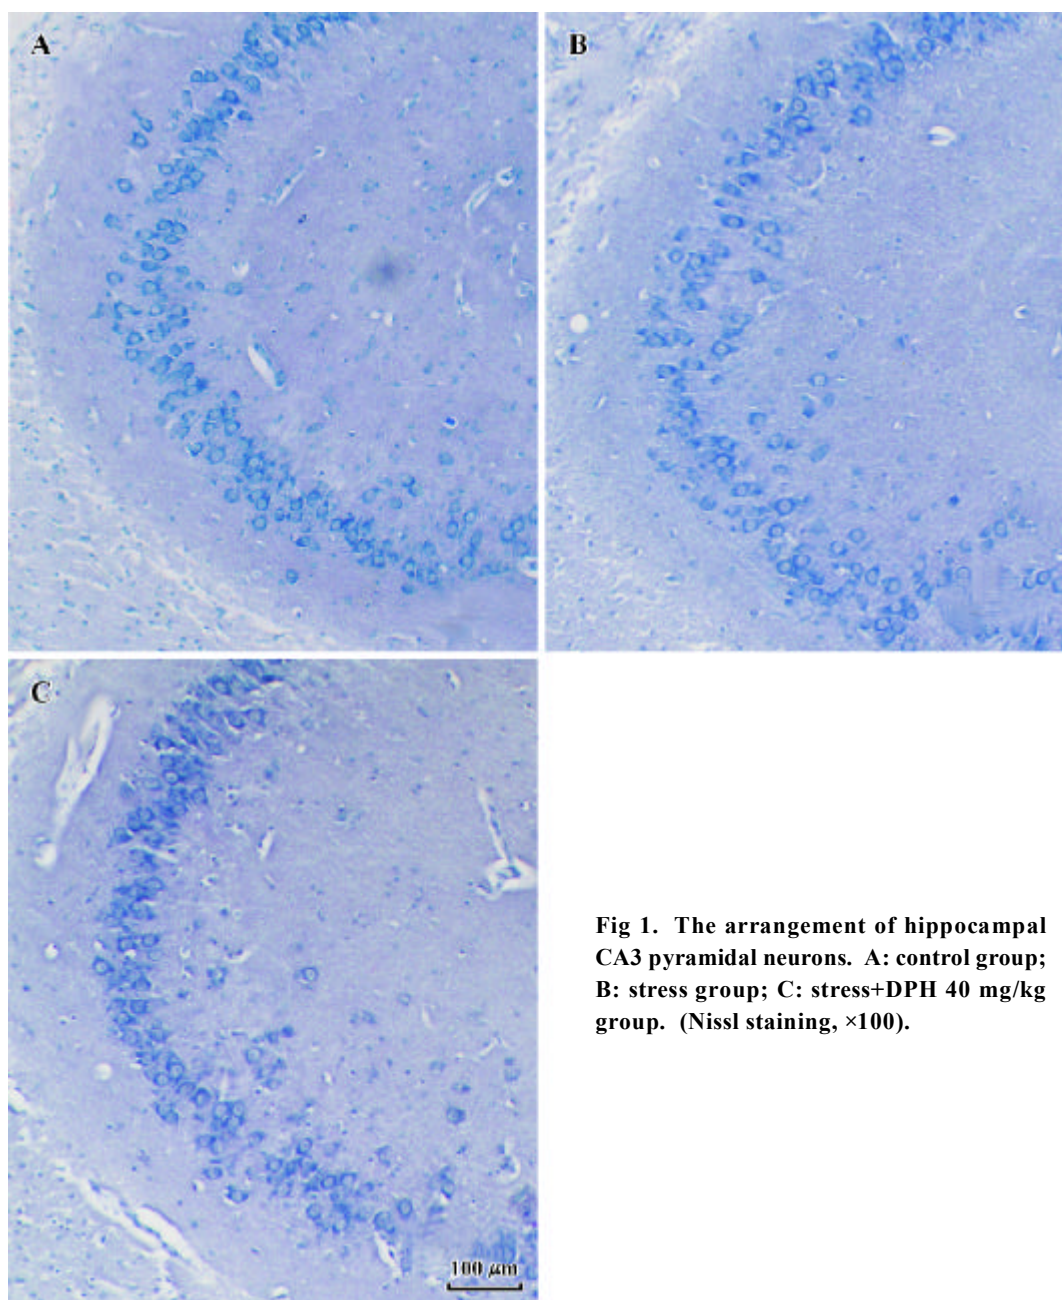 A
B
C
100 μm
Fig 1. The arrangement of hippocampal
CA3 pyramidal neurons. A: control group;
B: stress group; C: stress+DPH 40 mg/kg
group. (Nissl staining, ×100).